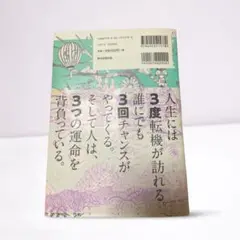 人生には
3度転機が訪れる。
誰にでも
3回チャンスが
やってくる。
そして人は、
3つの運命を
背負っている。